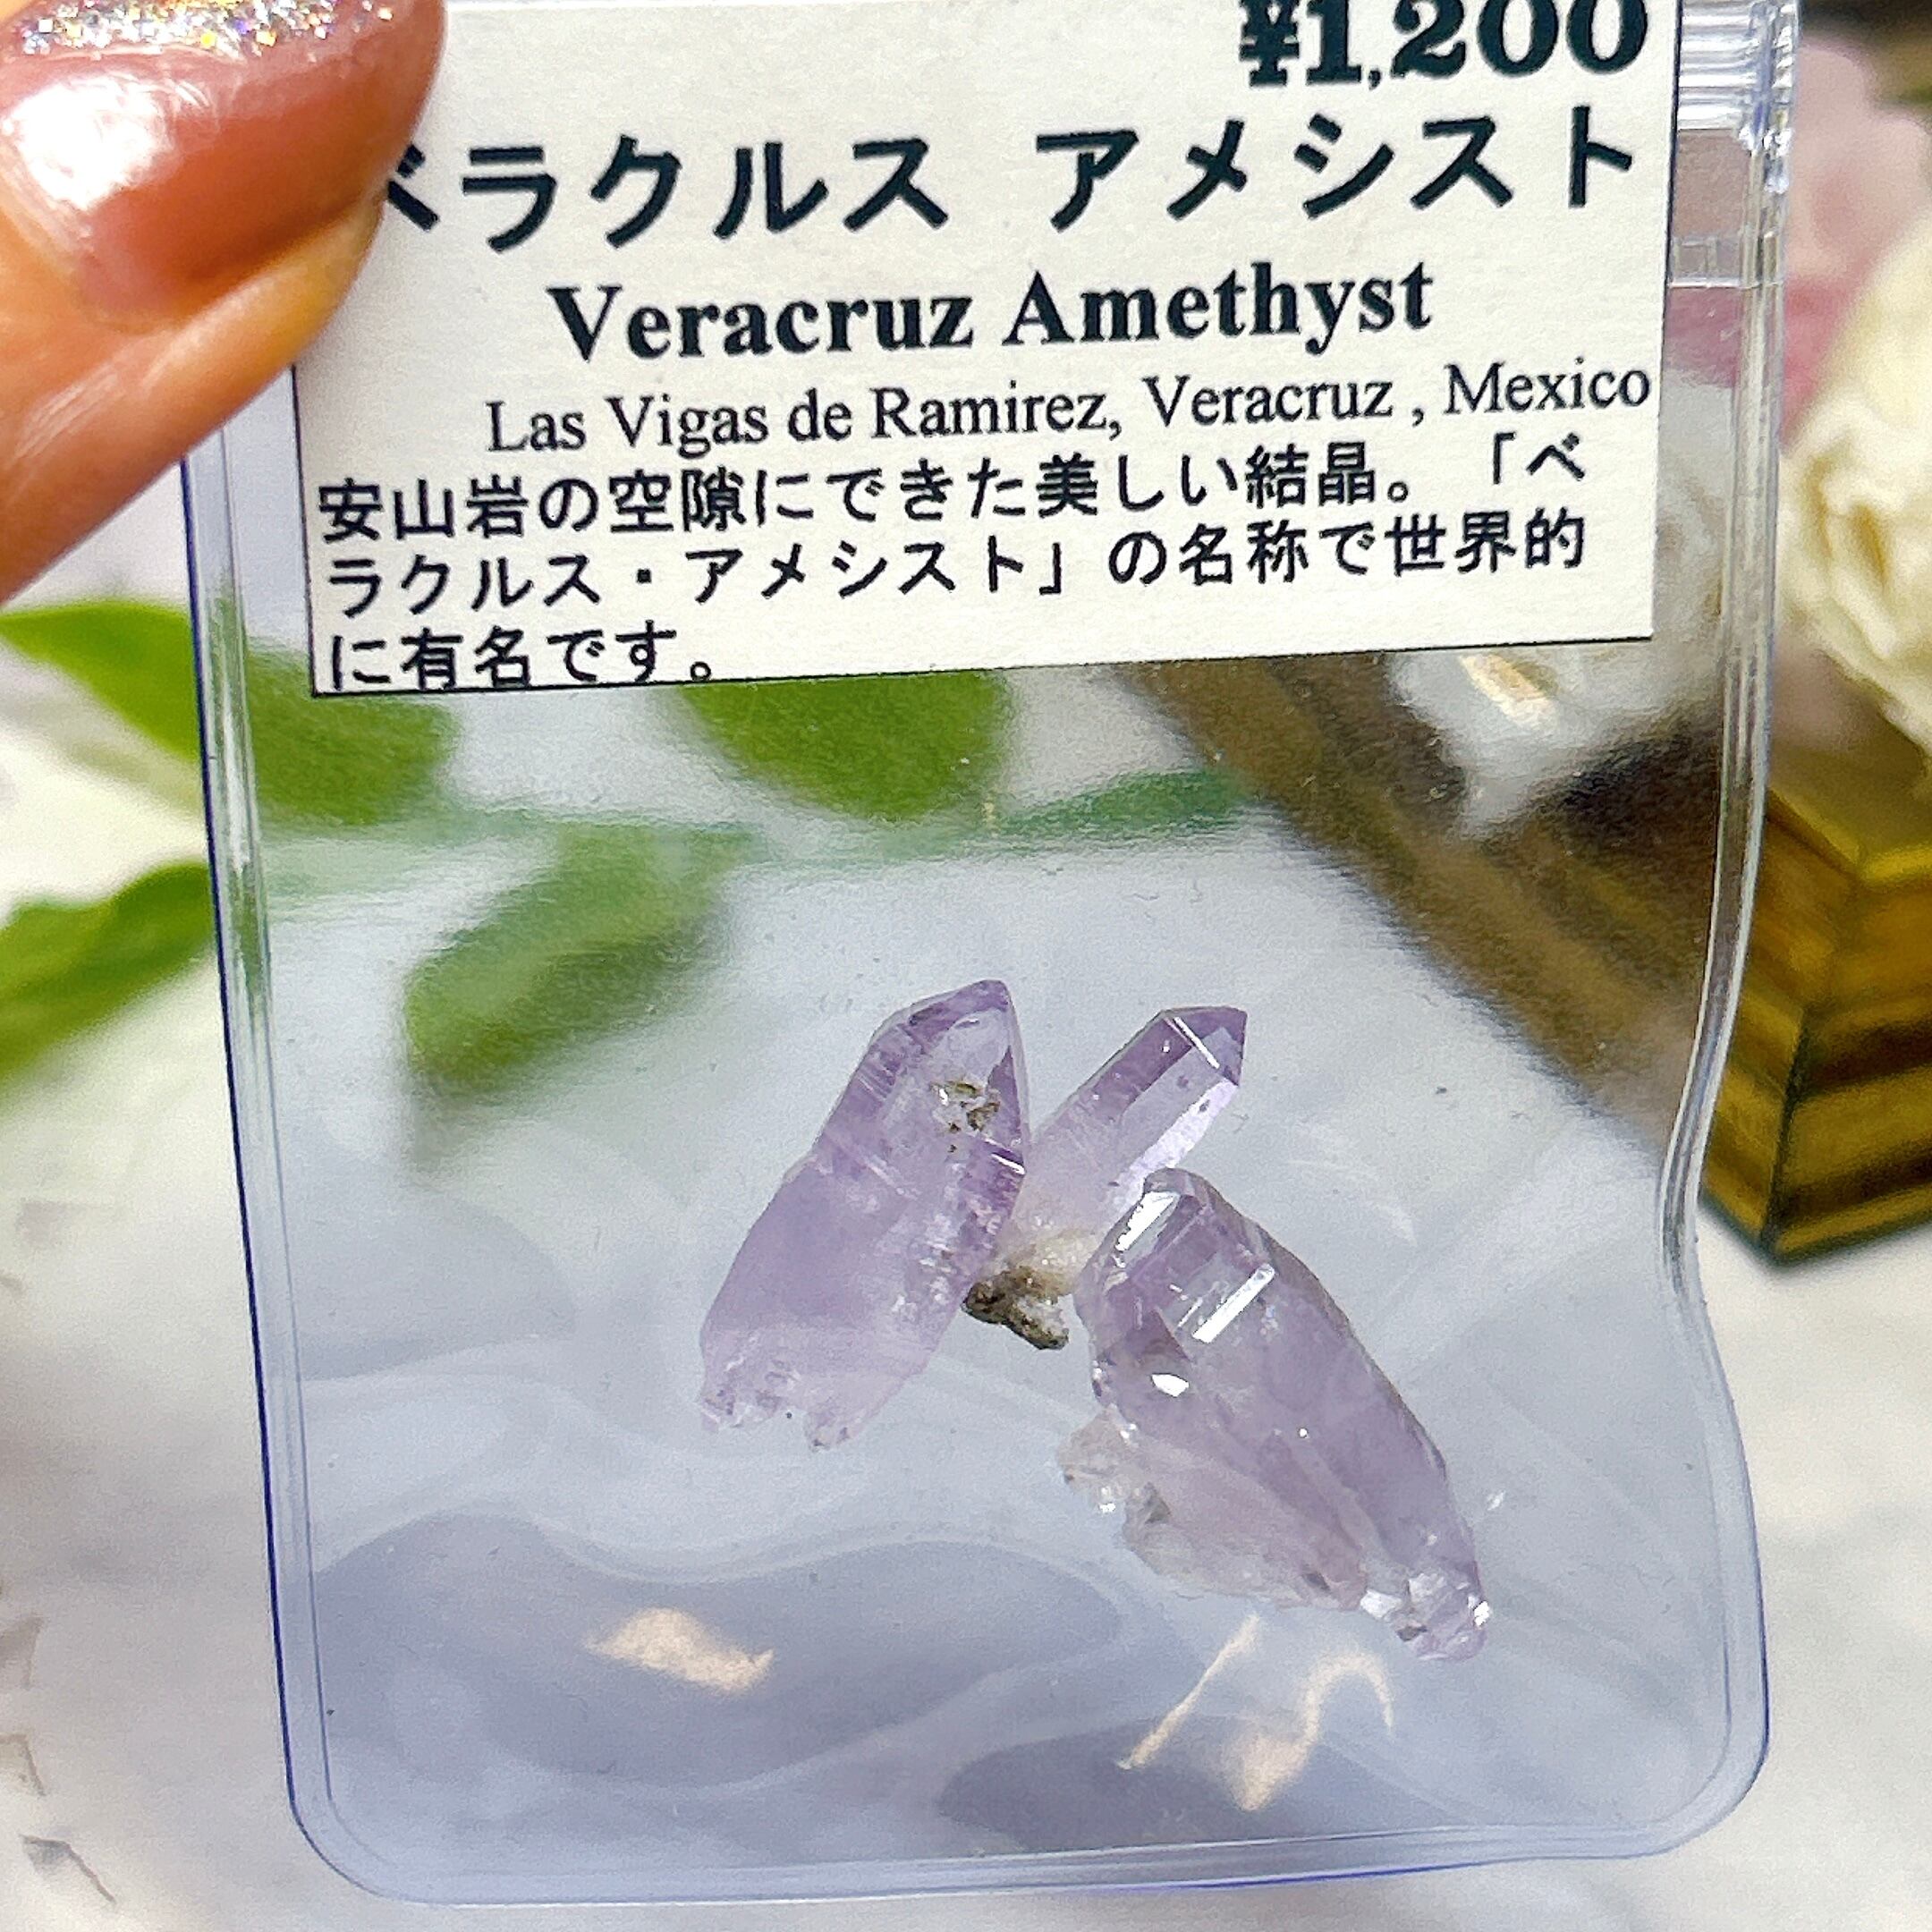 ¥1,200
ベラクルス アメシスト
Veracruz Amethyst
Las Vigas de Ramirez, Veracruz , Mexico
安山岩の空隙にできた美しい結晶。「ベ
ラクルス・アメシスト」の名称で世界的
に有名です。